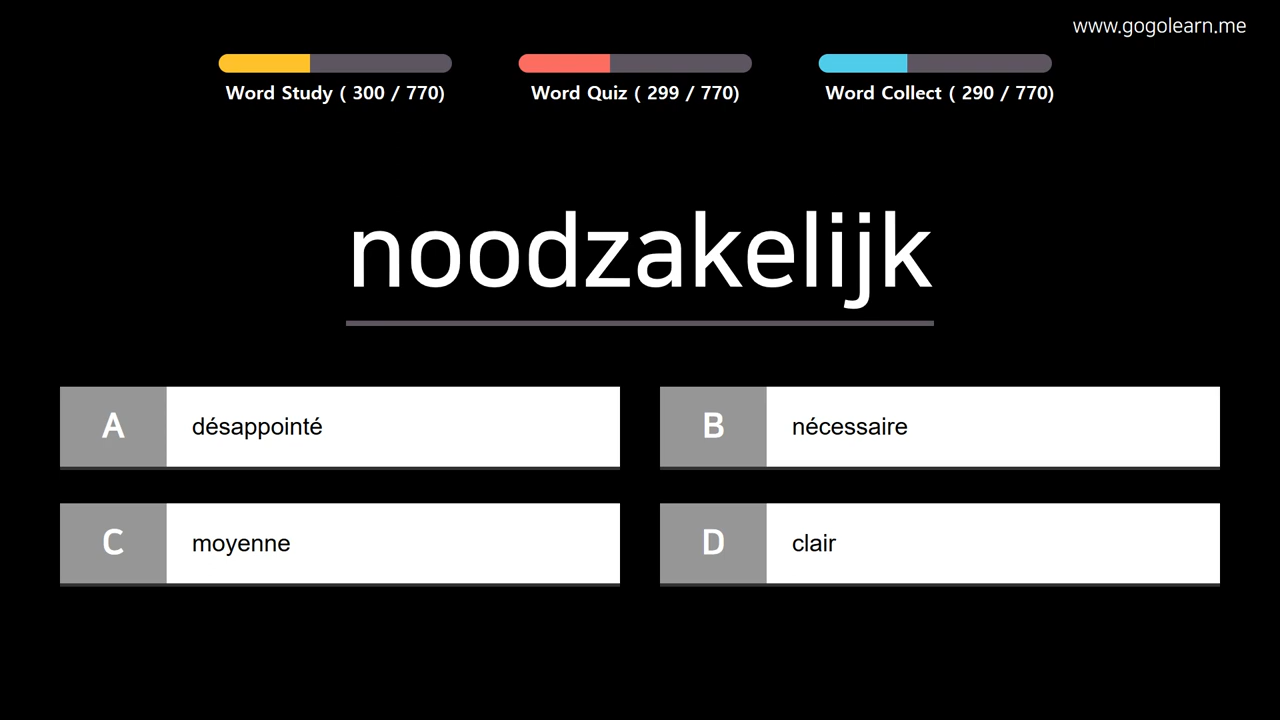 www.gogolearn.me
Word Study ( 300 / 770)
Word Quiz ( 299 / 770)
Word Collect ( 290 / 770)
noodzakelijk
A désappointé
B nécessaire
C moyenne
D clair